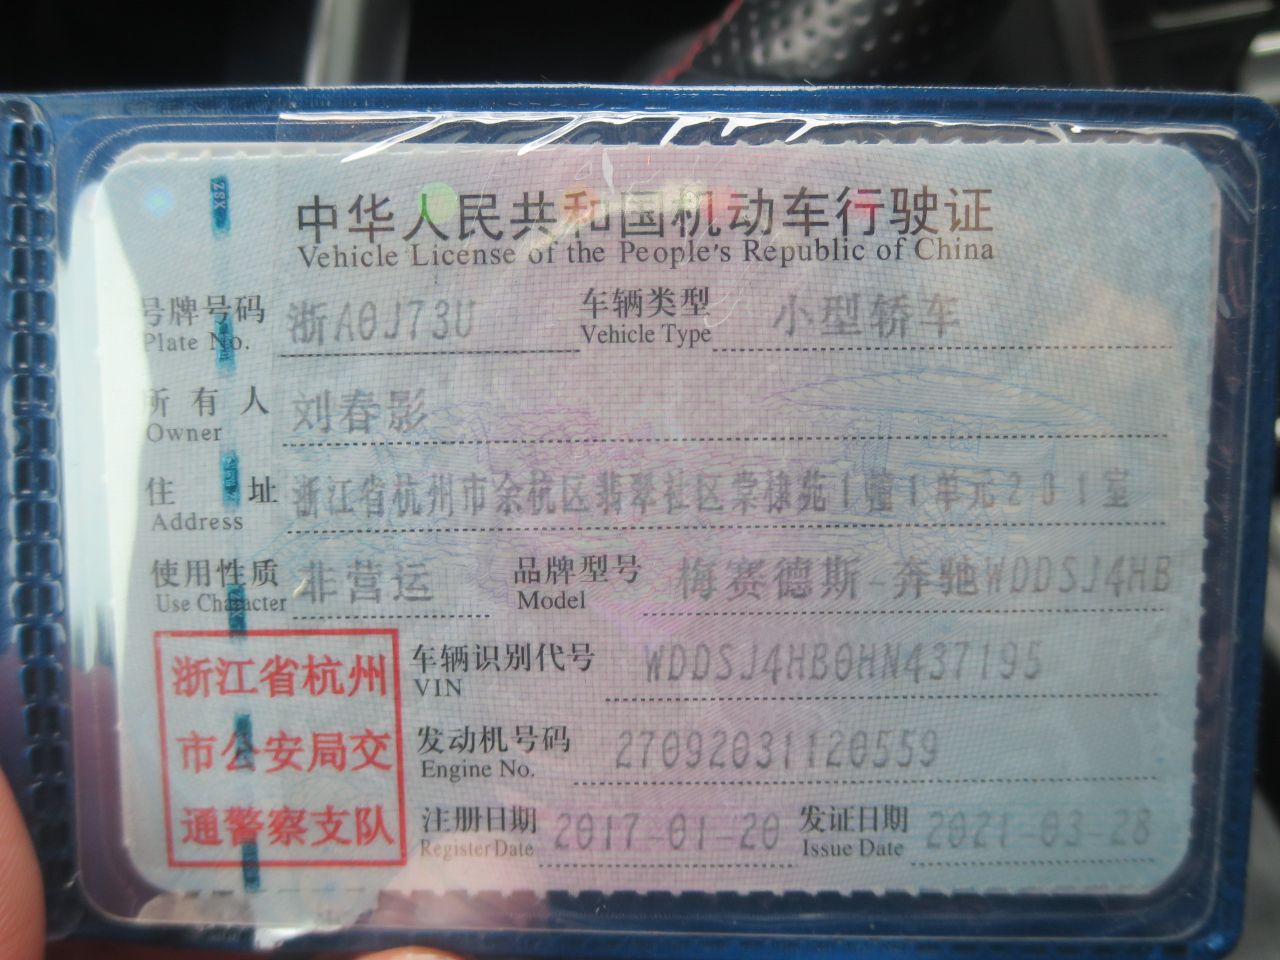 中华人民共和国机动车行驶证
Vehicle License of the People's Republic of China
号牌号码 浙A0J73U 车辆类型 小型轿车
Plate No. Vehicle Type
所有人 刘春影
Owner
住址 浙江省杭州市余杭区翡翠社区棠棣苑1幢1单元201室
Address
使用性质 非营运 品牌型号 梅赛德斯-奔驰WDDSJ4HB
Use Character Model
浙江省杭州
市公安局交
通警察支队
车辆识别代号 WDDSJ4HB0HN437195
VIN
发动机号码 27092031120559
Engine No.
注册日期 2017-01-20 发证日期 2021-03-28
Register Date Issue Date